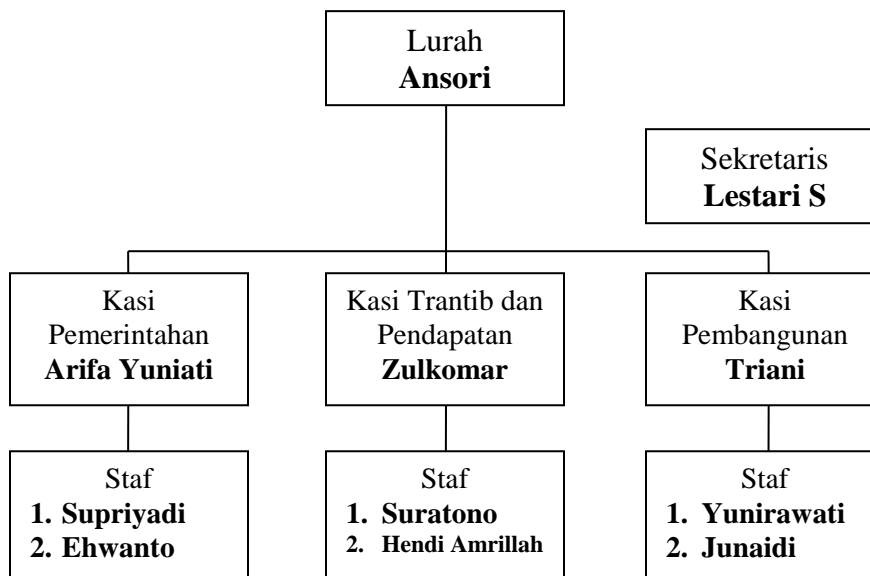 Lurah
Ansori
Sekretaris
Lestari S
Kasi
Pemerintahan
Arifa Yuniati
Kasi Trantib dan
Pendapatan
Zulkomar
Kasi
Pembangunan
Triani
Staf
1. Supriyadi
2. Ehwanto
Staf
1. Suratono
2. Hendi Amrillah
Staf
1. Yunirawati
2. Junaidi